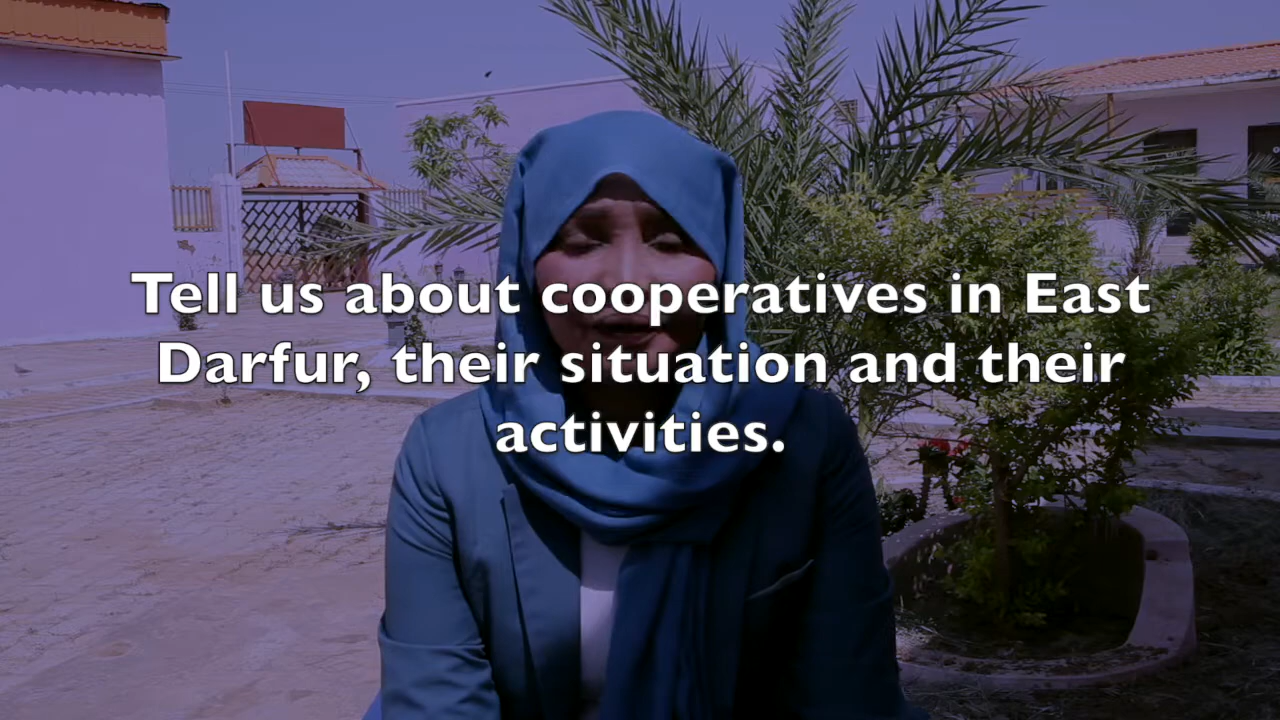 Tell us about cooperatives in East
Darfur, their situation and their
activities.